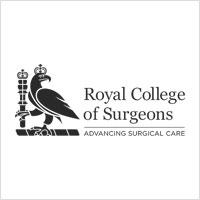 Royal College
of Surgeons
ADVANCING SURGICAL CARE